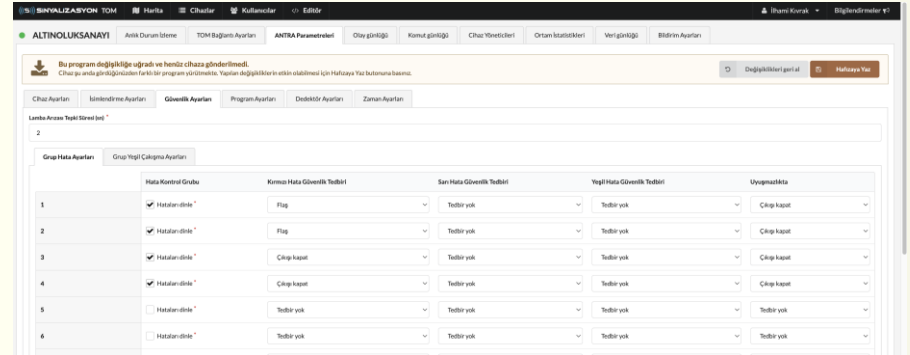 ((S)) SİNYALİZASYON TOM Harita Cihazlar Kullanıcılar </> Editör İlhami Kıvrak Bilgilendirmeler
ALTINOLUKSANAYİ Anlık Durum İzleme TOM Bağlantı Ayarları ANTRA Parametreleri Olay günlüğü Komut günlüğü Cihaz Yöneticileri Ortam İstatistikleri Veri günlüğü Bildirim Ayarları
Bu program değişikliğe uğradı ve henüz cihaza gönderilmedi.
Cihaz şu anda gördüğünüzden farklı bir program yürütmekte. Yapılan değişikliklerin etkin olabilmesi için Hafızaya Yaz butonuna basınız.
Değişiklikleri geri al Hafızaya Yaz
Cihaz Ayarları İsimlendirme Ayarları Güvenlik Ayarları Program Ayarları Dedektör Ayarları Zaman Ayarları
Lamba Arızası Tepki Süresi (sn) *
2
Grup Hata Ayarları Grup Yeşil Çakışma Ayarları
Hata Kontrol Grubu Kırmızı Hata Güvenlik Tedbiri Sarı Hata Güvenlik Tedbiri Yeşil Hata Güvenlik Tedbiri Uyuşmazlıkta
1 Hataları dinle * Flaş Tedbir yok Tedbir yok Çıkışı kapat
2 Hataları dinle * Flaş Tedbir yok Tedbir yok Çıkışı kapat
3 Hataları dinle * Çıkışı kapat Tedbir yok Tedbir yok Çıkışı kapat
4 Hataları dinle * Çıkışı kapat Tedbir yok Tedbir yok Çıkışı kapat
5 Hataları dinle * Tedbir yok Tedbir yok Tedbir yok Tedbir yok
6 Hataları dinle * Tedbir yok Tedbir yok Tedbir yok Tedbir yok